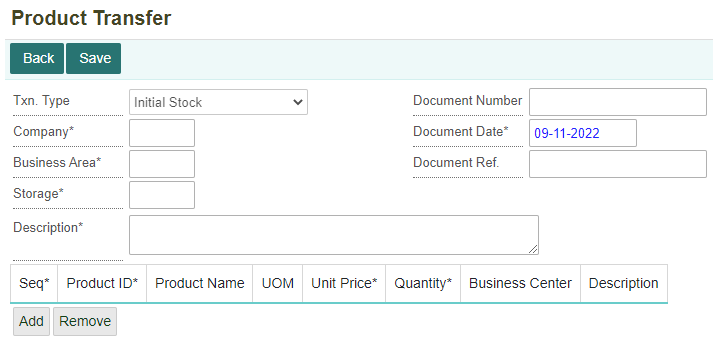 Product Transfer
Back Save
Txn. Type Initial Stock Document Number
Company* Document Date* 09-11-2022
Business Area* Document Ref.
Storage*
Description*
Seq* Product ID* Product Name UOM Unit Price* Quantity* Business Center Description
Add Remove